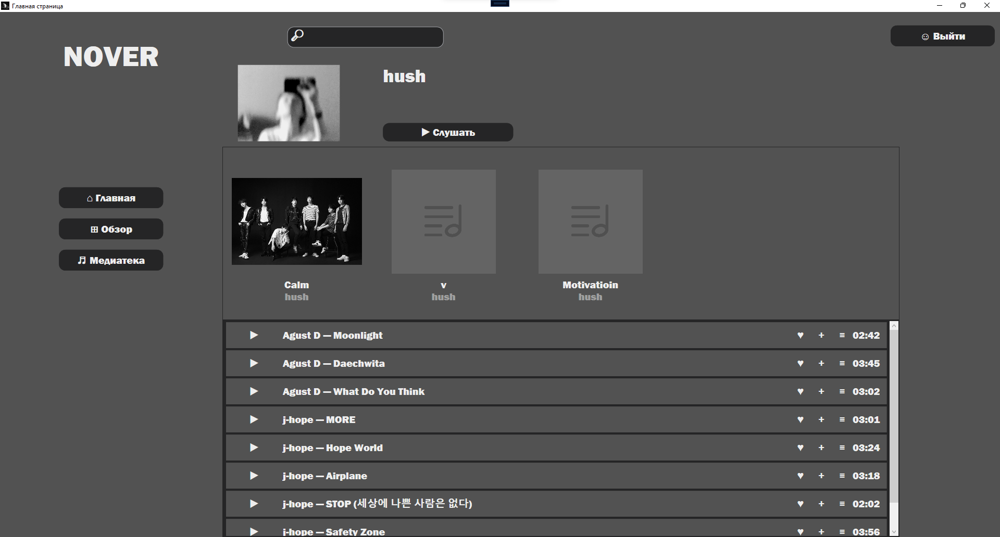 Главная страница
NOVER
☺ Выйти
hush
▶ Слушать
⌂ Главная
⊞ Обзор
♬ Медиатека
Calm
hush
v
hush
Motivatioin
hush
▶ Agust D — Moonlight ♥ + ≡ 02:42
▶ Agust D — Daechwita ♥ + ≡ 03:45
▶ Agust D — What Do You Think ♥ + ≡ 03:02
▶ j-hope — MORE ♥ + ≡ 03:01
▶ j-hope — Hope World ♥ + ≡ 03:24
▶ j-hope — Airplane ♥ + ≡ 03:18
▶ j-hope — STOP (세상에 나쁜 사람은 없다) ♥ + ≡ 02:02
▶ j-hope — Safety Zone ♥ + ≡ 03:56